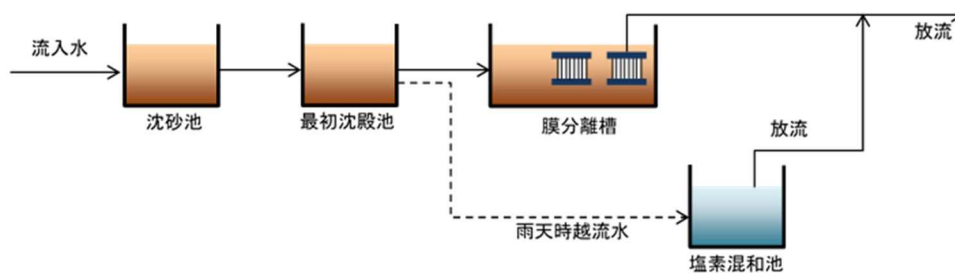 流入水
沈砂池
最初沈殿池
膜分離槽
放流
放流
雨天時越流水
塩素混和池